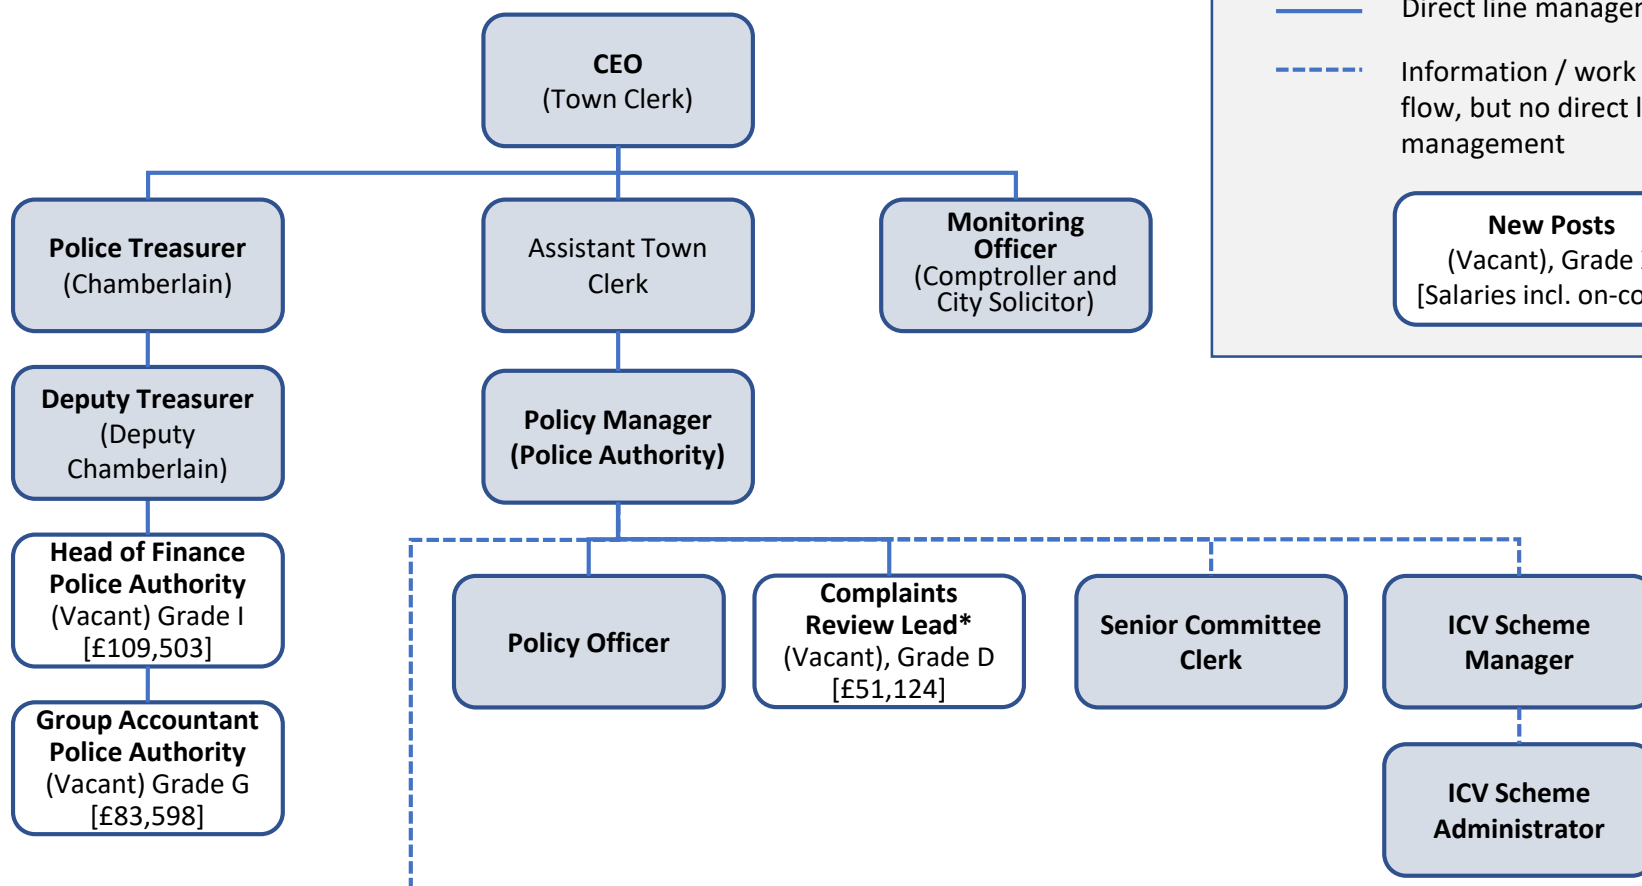 CEO
(Town Clerk)
Direct line
Information / work
flow, but no direct
management
New Posts
(Vacant), Grade
[Salaries incl.
Police Treasurer
(Chamberlain)
Assistant Town
Clerk
Monitoring
Officer
(Comptroller and
City Solicitor)
Deputy Treasurer
(Deputy
Chamberlain)
Policy Manager
(Police Authority)
Head of Finance
Police Authority
(Vacant) Grade I
[£109,503]
Policy Officer
Complaints
Review Lead*
(Vacant), Grade D
[£51,124]
Senior Committee
Clerk
ICV Scheme
Manager
Group Accountant
Police Authority
(Vacant) Grade G
[£83,598]
ICV Scheme
Administrator